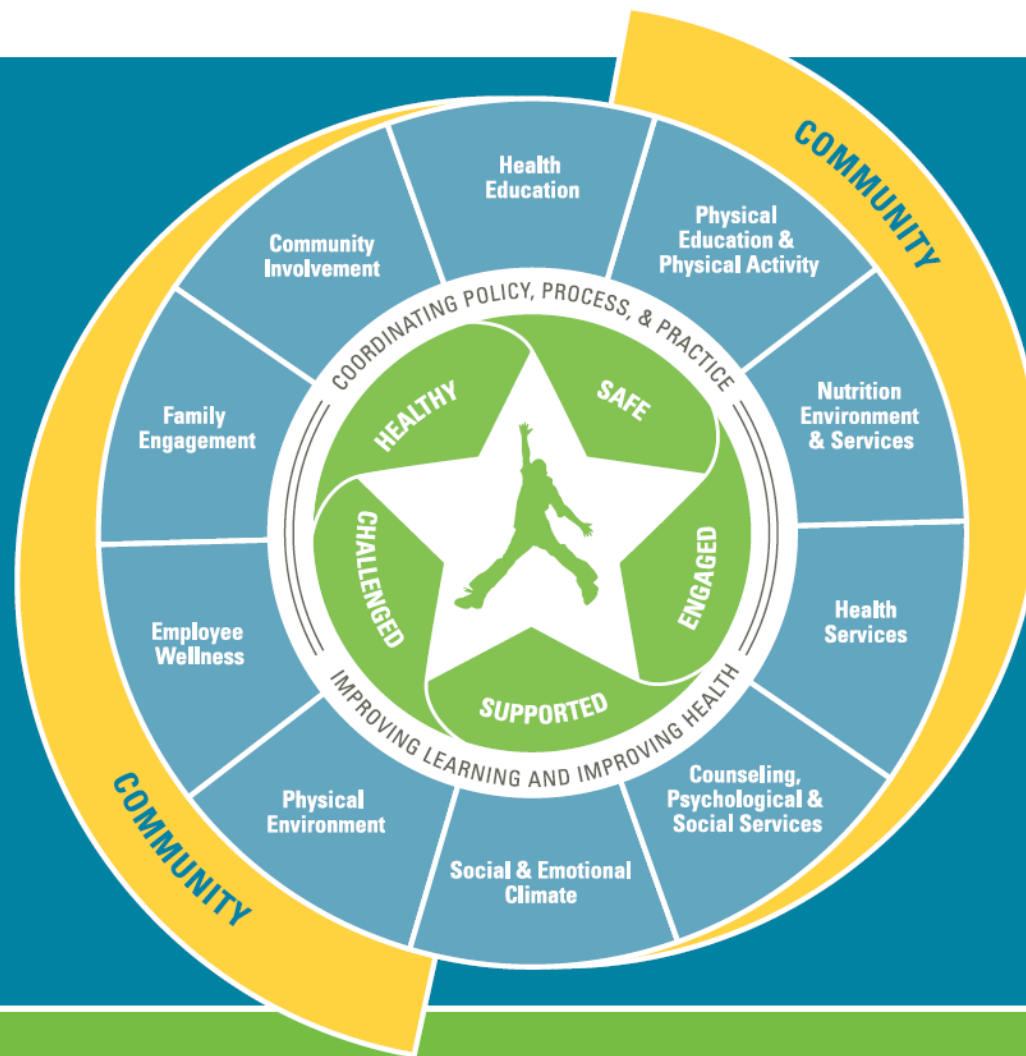 COMMUNITY
Health
Education
Physical
Education &
Physical Activity
Nutrition
Environment
& Services
Health
Services
Counseling,
Psychological &
Social Services
Social & Emotional
Climate
Physical
Environment
Employee
Wellness
Family
Engagement
Community
Involvement
COORDINATING POLICY, PROCESS, & PRACTICE
IMPROVING LEARNING AND IMPROVING HEALTH
HEALTHY
SAFE
ENGAGED
SUPPORTED
CHALLENGED
COMMUNITY